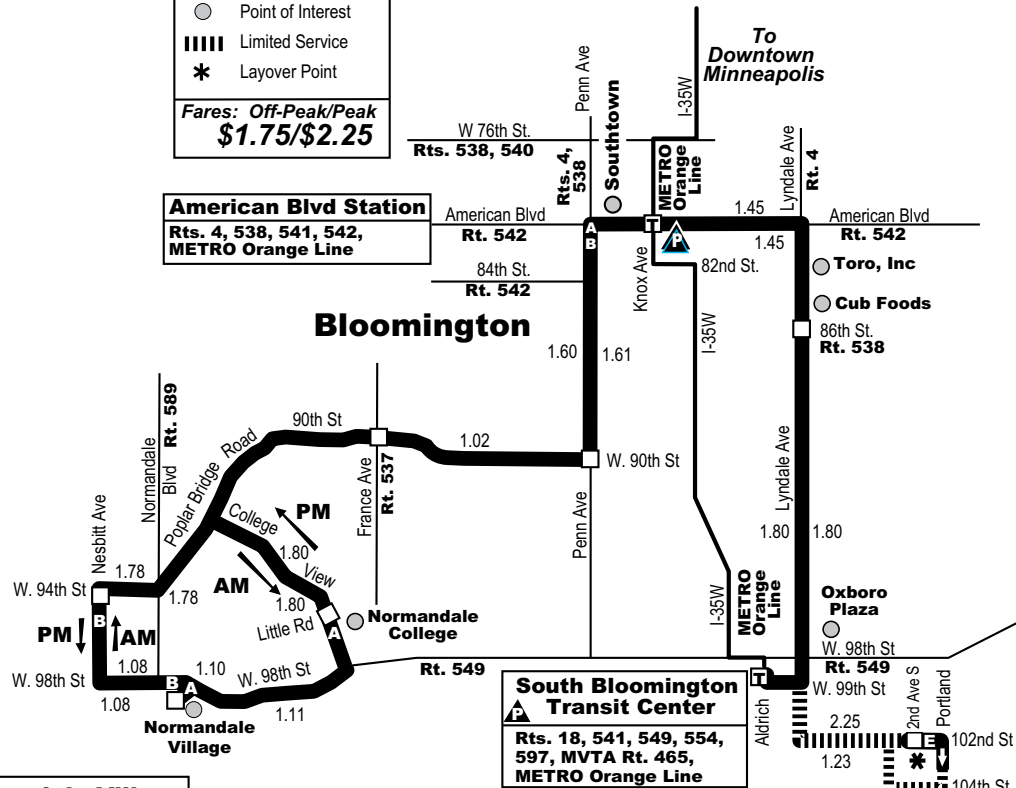 Point of Interest
Limited Service
Layover Point
Fares: Off-Peak/Peak
$1.75/$2.25
To
Downtown
Minneapolis
Penn Ave
Southtown
I-35W
W 76th St.
Rts. 538, 540
Rts. 4,
538
METRO
Orange
Line
Lyndale Ave
Rt. 4
American Blvd Station
Rts. 4, 538, 541, 542,
METRO Orange Line
American Blvd
Rt. 542
A
B
T
P
1.45
1.45
American Blvd
Rt. 542
84th St.
Rt. 542
Knox Ave
82nd St.
Toro, Inc
Cub Foods
86th St.
Rt. 538
Bloomington
1.60
1.61
I-35W
Normandale
Blvd
Rt. 589
90th St
Poplar Bridge Road
France Ave
Rt. 537
1.02
W. 90th St
Penn Ave
Lyndale Ave
1.80
1.80
Nesbitt Ave
College View
PM
1.80
AM
1.80
W. 94th St
1.78
1.78
B
PM
AM
Little Rd
A
Normandale
College
I-35W
METRO
Orange
Line
Oxboro
Plaza
W. 98th St
Rt. 549
W. 98th St
1.08
1.08
B
A
1.10
W. 98th St
1.11
Normandale
Village
Rt. 549
T
W. 99th St
South Bloomington
Transit Center
P
Rts. 18, 541, 549, 554,
597, MVTA Rt. 465,
METRO Orange Line
Aldrich
2nd Ave S
Portland
2.25
1.23
E
102nd St
104th St